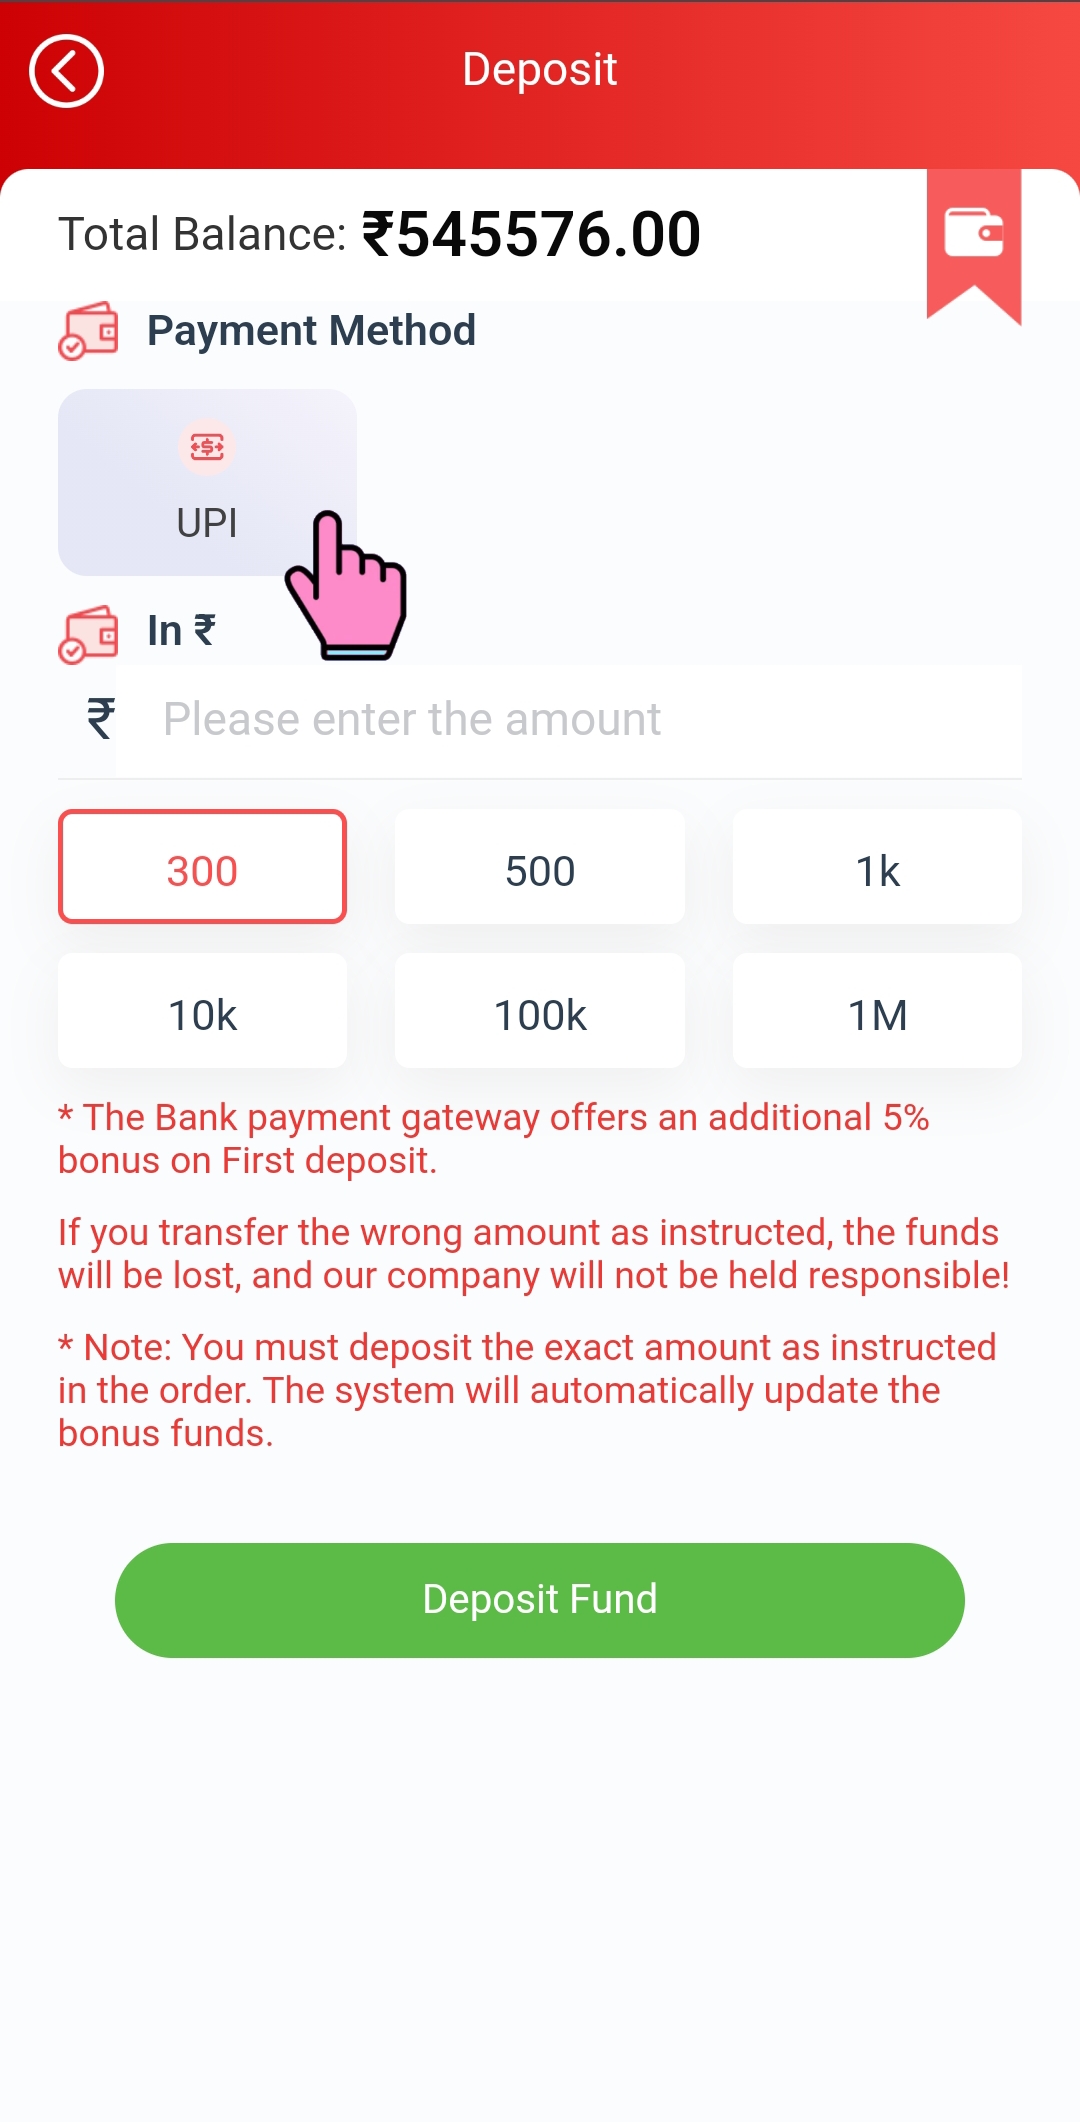 Deposit
Total Balance: ₹545576.00
Payment Method
UPI
In ₹
₹ Please enter the amount
300 500 1k
10k 100k 1M
* The Bank payment gateway offers an additional 5%
bonus on First deposit.
If you transfer the wrong amount as instructed, the funds
will be lost, and our company will not be held responsible!
* Note: You must deposit the exact amount as instructed
in the order. The system will automatically update the
bonus funds.
Deposit Fund